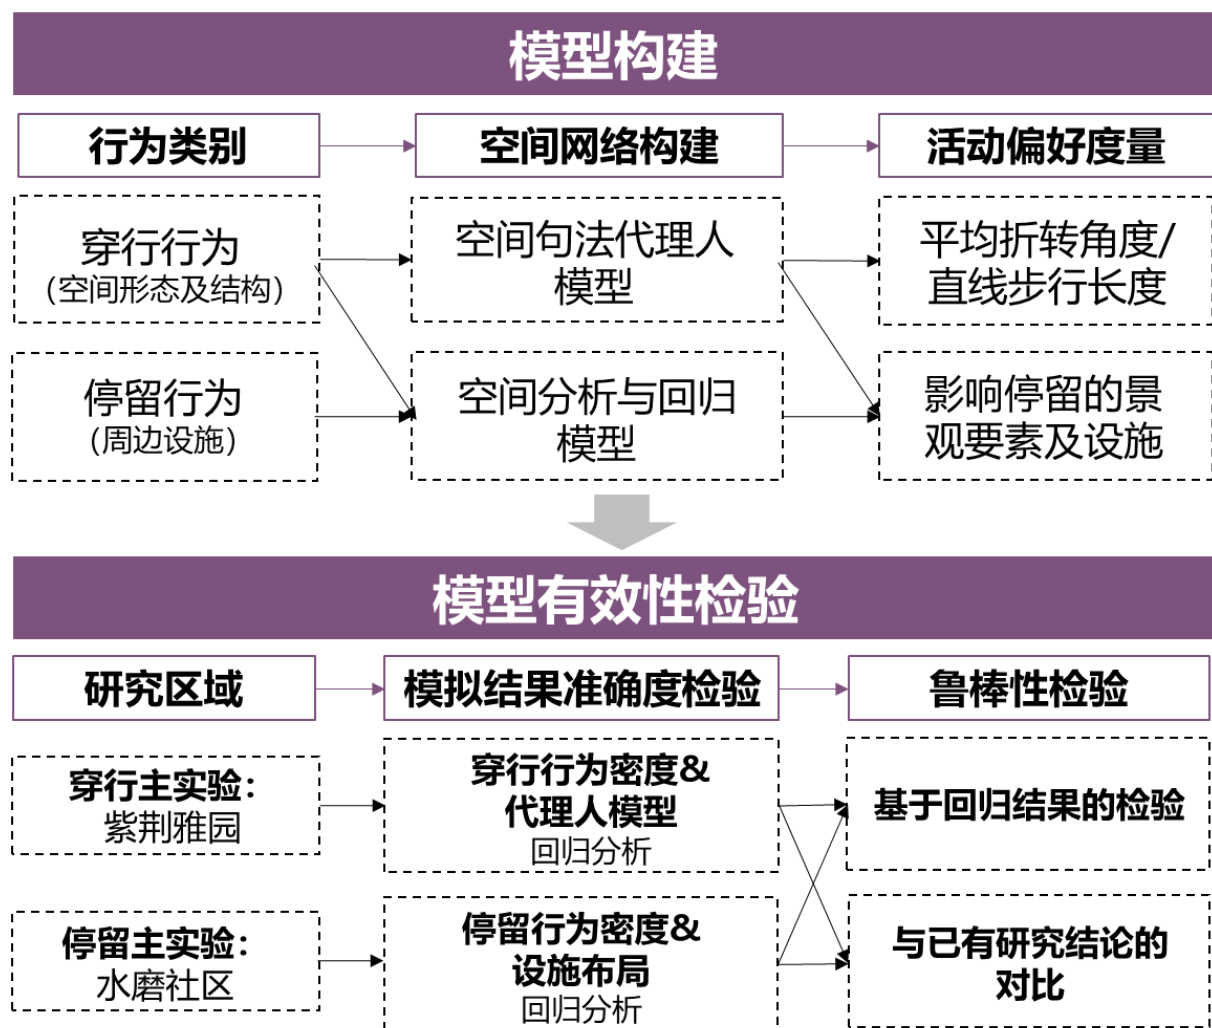 模型构建
行为类别
空间网络构建
活动偏好度量
穿行行为
（空间形态及结构）
空间句法代理人
模型
平均折转角度/
直线步行长度
停留行为
（周边设施）
空间分析与回归
模型
影响停留的景
观要素及设施
模型有效性检验
研究区域
模拟结果准确度检验
鲁棒性检验
穿行主实验：
紫荆雅园
穿行行为密度&
代理人模型
回归分析
基于回归结果的检验
停留主实验：
水磨社区
停留行为密度&
设施布局
回归分析
与已有研究结论的
对比